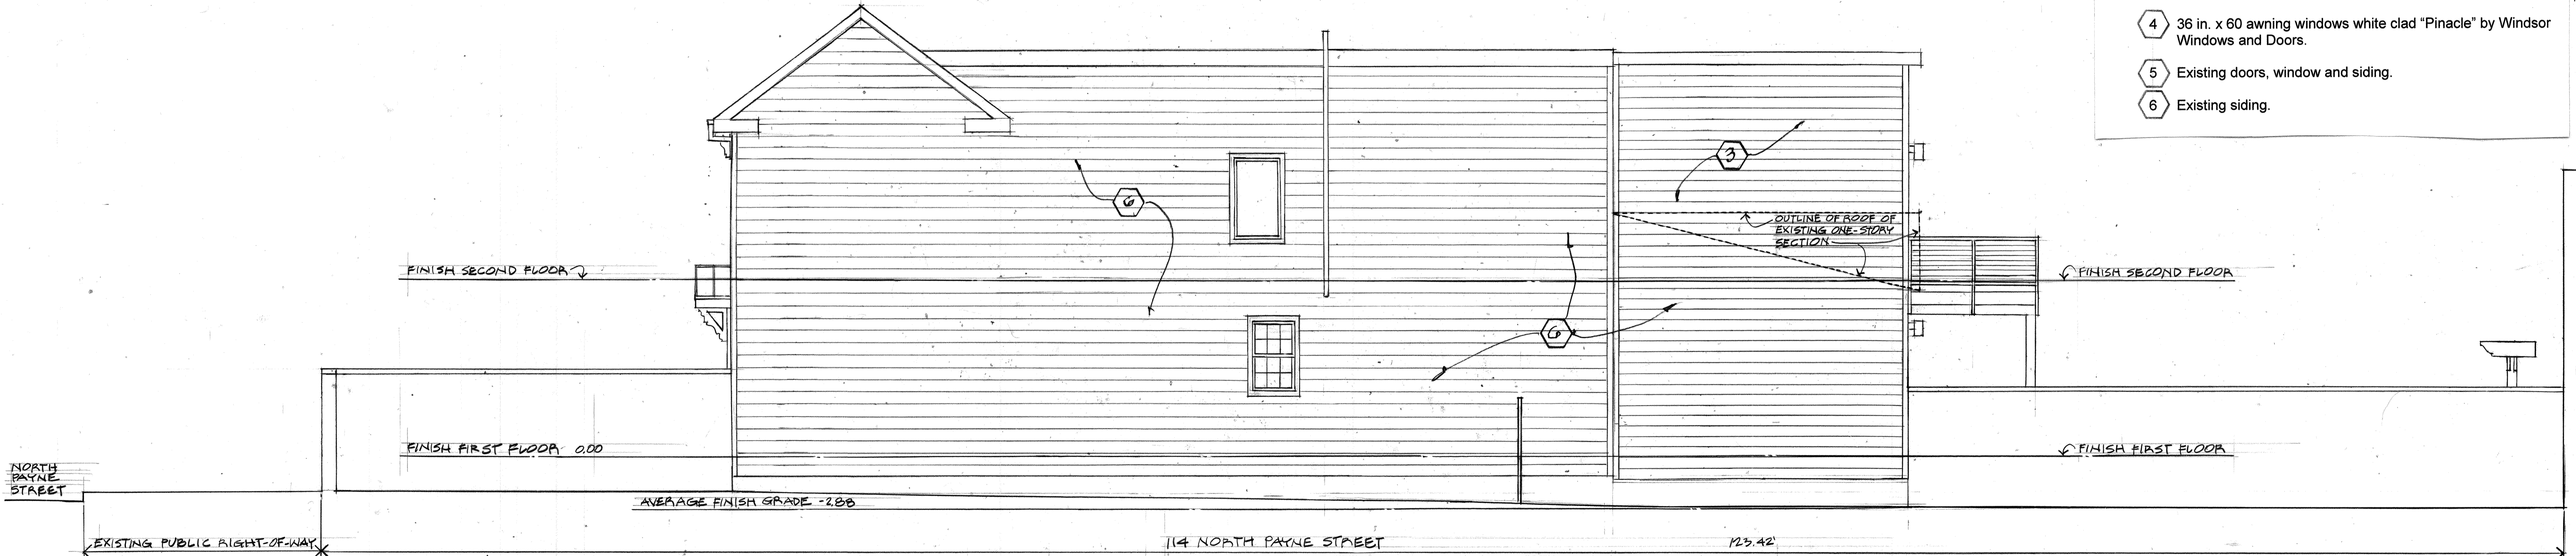 4 36 in. x 60 awning windows white clad “Pinacle” by Windsor
Windows and Doors.
5 Existing doors, window and siding.
6 Existing siding.
3
6
OUTLINE OF ROOF OF
EXISTING ONE-STORY
SECTION
FINISH SECOND FLOOR
FINISH SECOND FLOOR
6
FINISH FIRST FLOOR 0.00
FINISH FIRST FLOOR
NORTH
PAYNE
STREET
AVERAGE FINISH GRADE -2.88
EXISTING PUBLIC RIGHT-OF-WAY
114 NORTH PAYNE STREET
123.42'